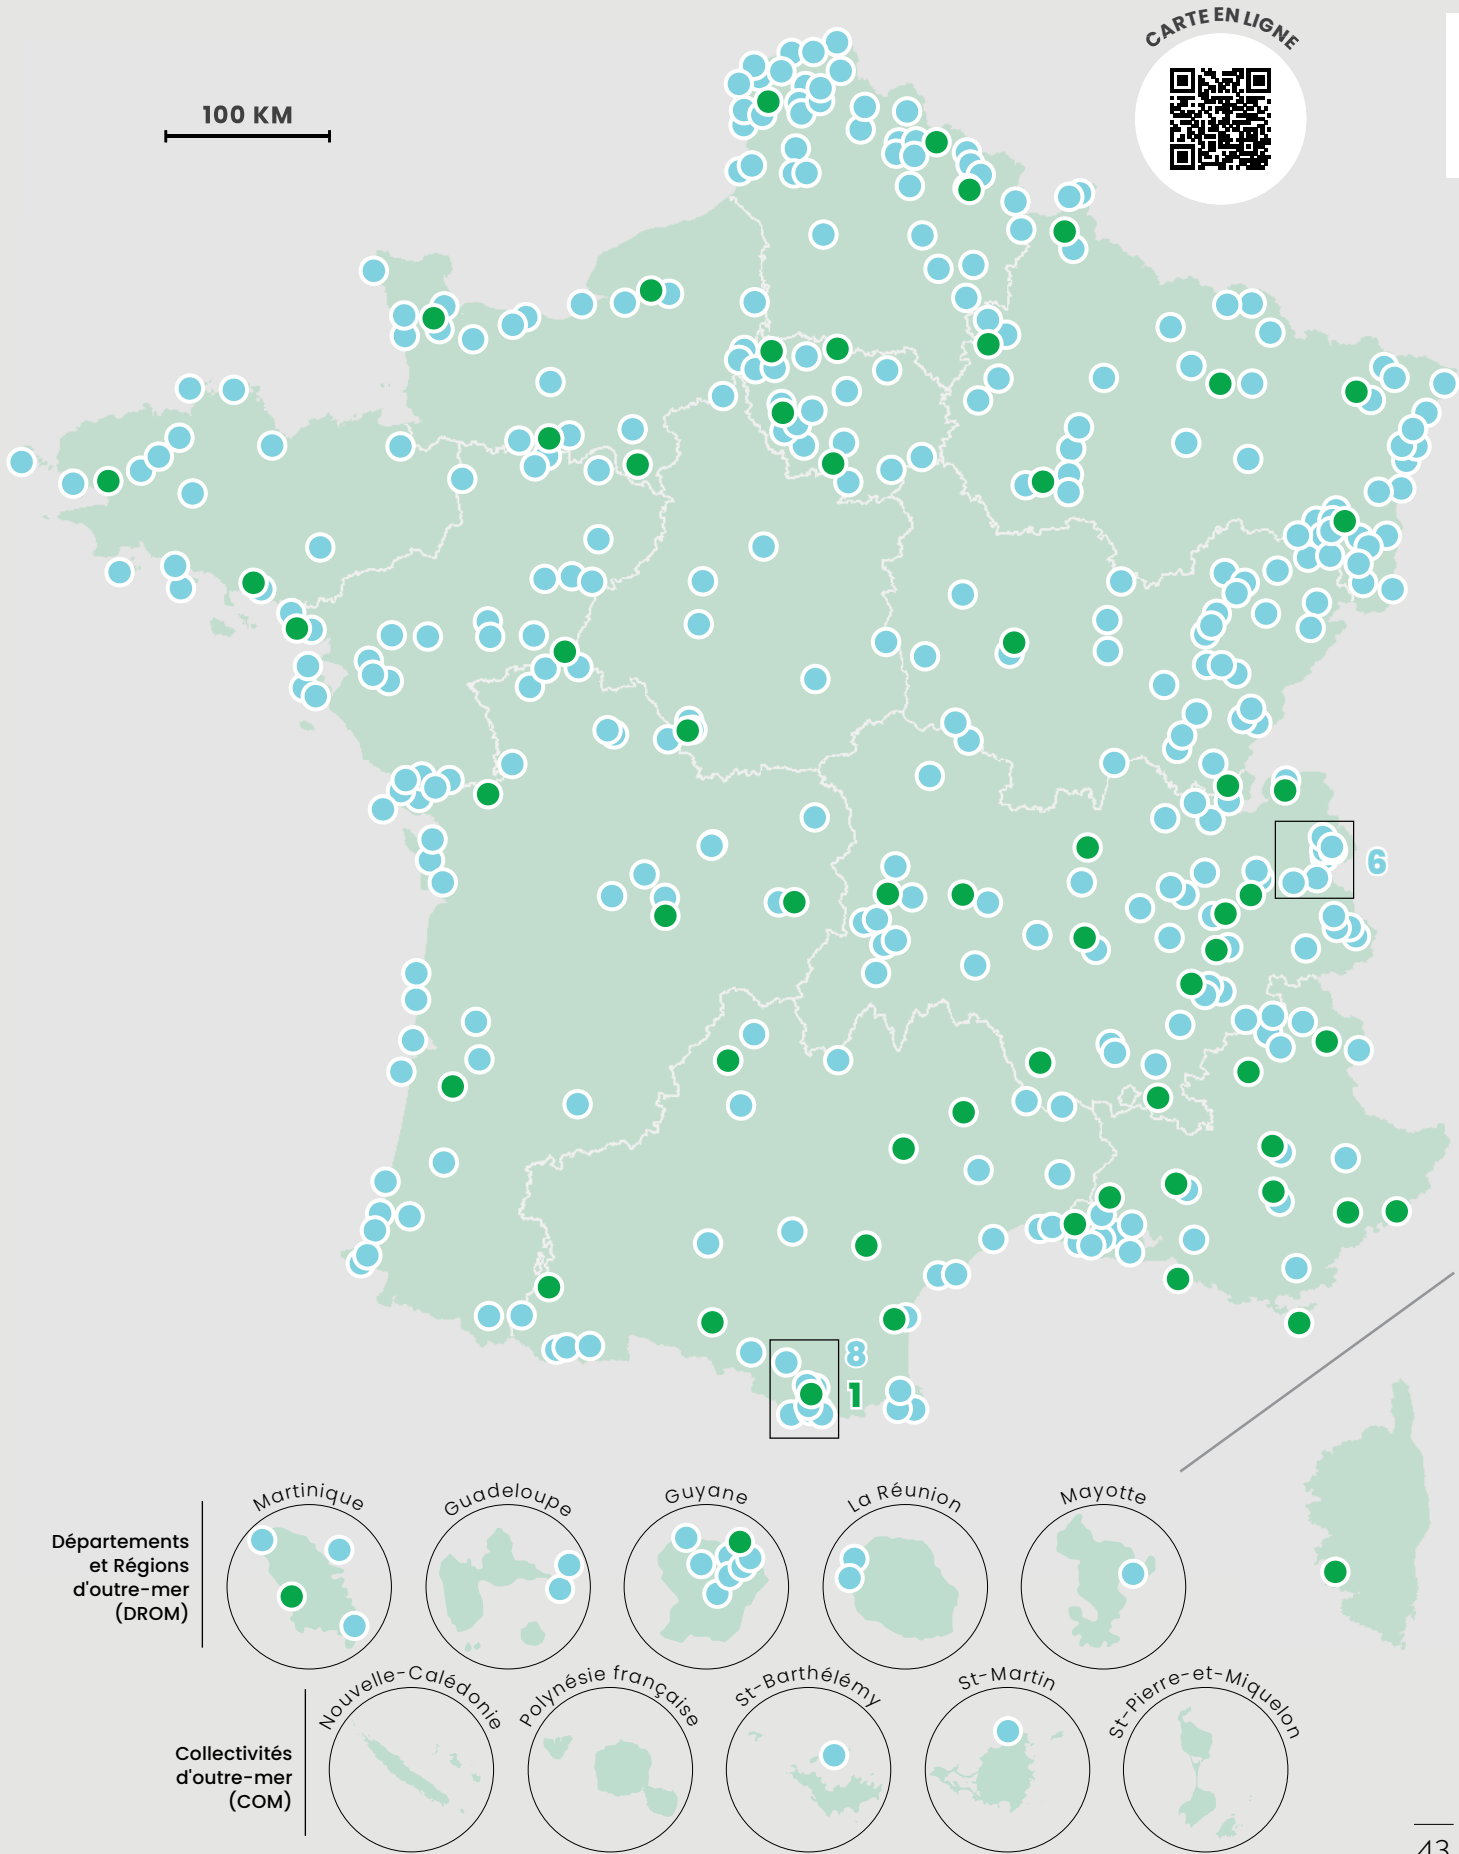 CARTE EN LIGNE
100 KM
6
8
1
Martinique
Guadeloupe
Guyane
La Réunion
Mayotte
Départements
et Régions
d'outre-mer
(DROM)
Nouvelle-Calédonie
Polynésie française
St-Barthélémy
St-Martin
St-Pierre-et-Miquelon
Collectivités
d'outre-mer
(COM)
43